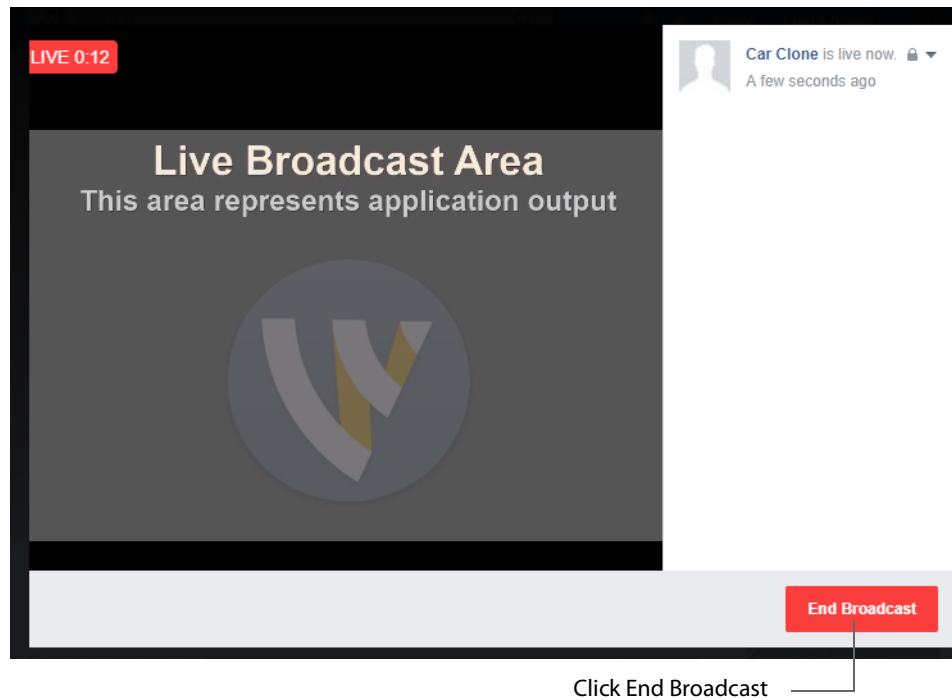 LIVE 0:12
Car Clone is live now.
A few seconds ago
Live Broadcast Area
This area represents application output
End Broadcast
Click End Broadcast